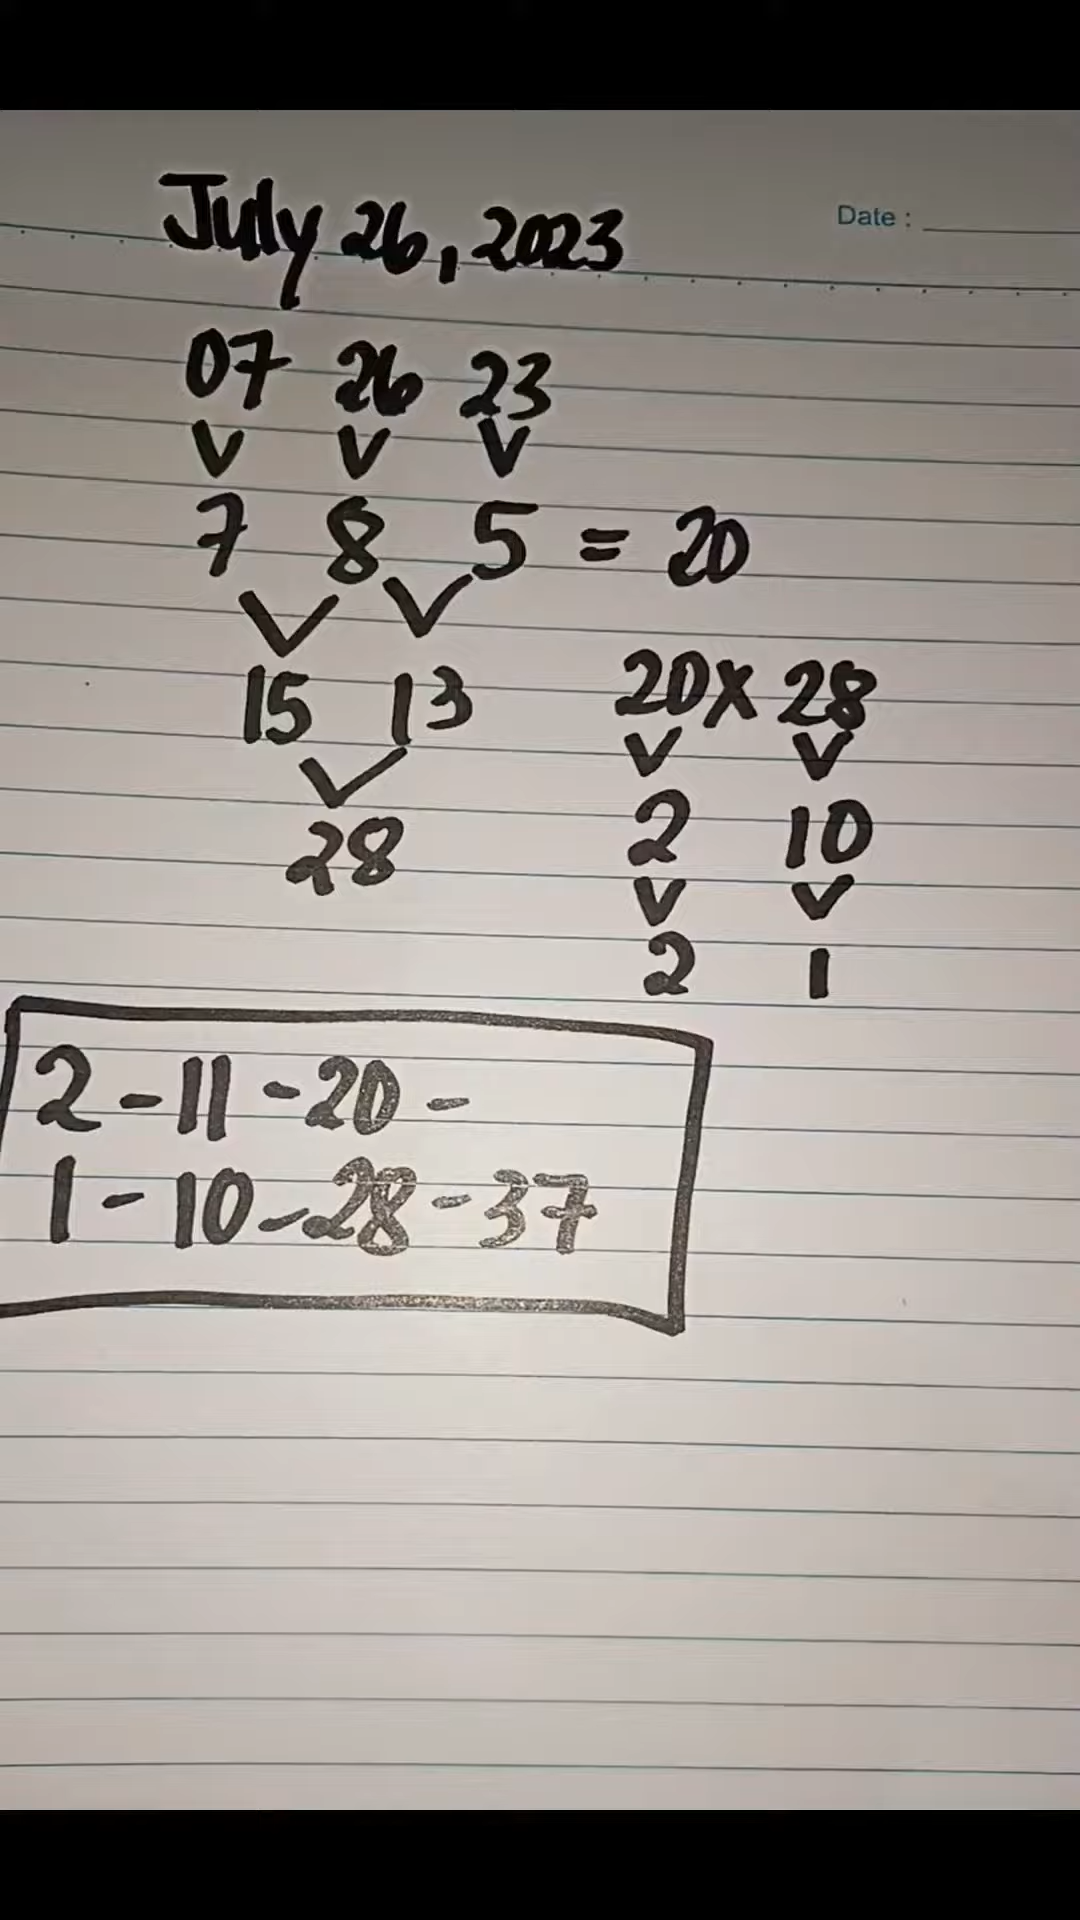 July 26, 2023
Date :
07 26 23
7 8 5 = 20
15 13
20 x 28
28
2 10
2 1
2 - 11 - 20 -
1 - 10 - 28 - 37